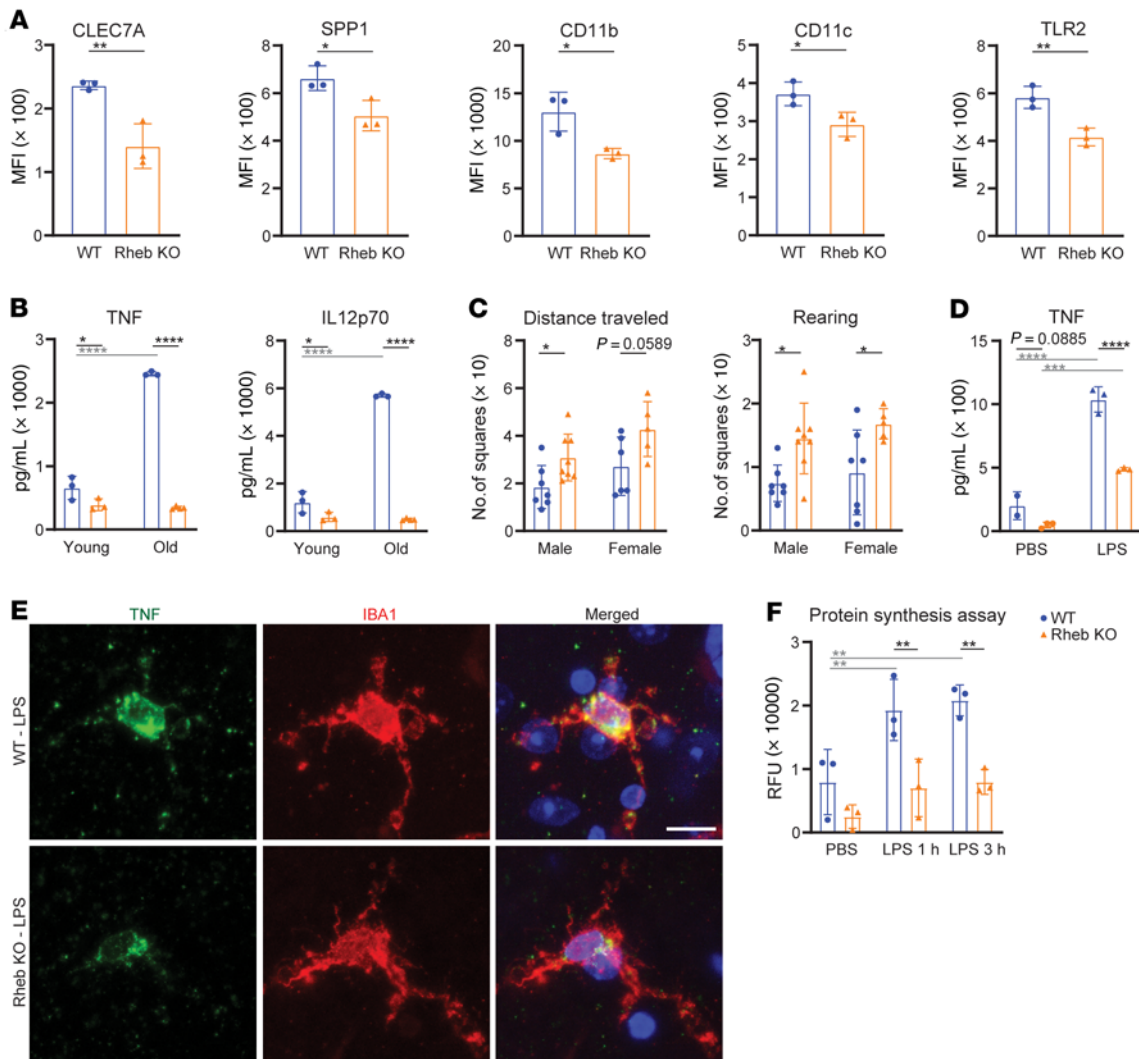 A
CLEC7A
**
MFI (× 100)
3
2
1
0
WT Rheb KO
SPP1
*
MFI (× 100)
8
6
4
2
0
WT Rheb KO
CD11b
*
MFI (× 1000)
20
15
10
5
0
WT Rheb KO
CD11c
*
MFI (× 100)
5
4
3
2
1
0
WT Rheb KO
TLR2
**
MFI (× 100)
8
6
4
2
0
WT Rheb KO
B
TNF
* ****
****
pg/mL (× 1000)
3
2
1
0
Young Old
IL12p70
* ****
****
pg/mL (× 100)
8
6
4
2
0
Young Old
C
Distance traveled
* P = 0.0589
No. of squares (× 10)
8
6
4
2
0
Male Female
Rearing
* *
No. of squares (× 10)
3
2
1
0
Male Female
D
TNF
P = 0.0885 ****
****
***
pg/mL (× 100)
15
10
5
0
PBS LPS
E
TNF IBA1 Merged
WT - LPS
Rheb KO - LPS
F
Protein synthesis assay
WT
Rheb KO
** **
**
**
RFU (× 10000)
3
2
1
0
PBS LPS 1 h LPS 3 h